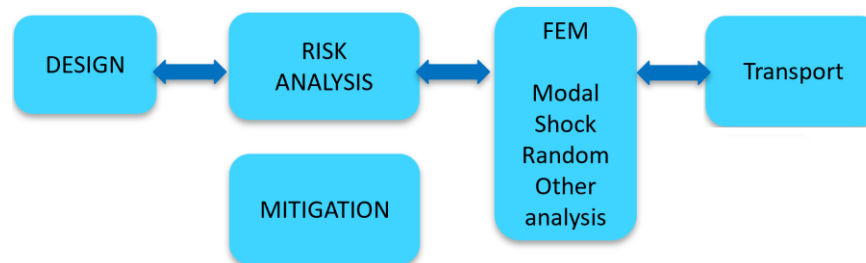 DESIGN
RISK
ANALYSIS
MITIGATION
FEM
Modal
Shock
Random
Other
analysis
Transport